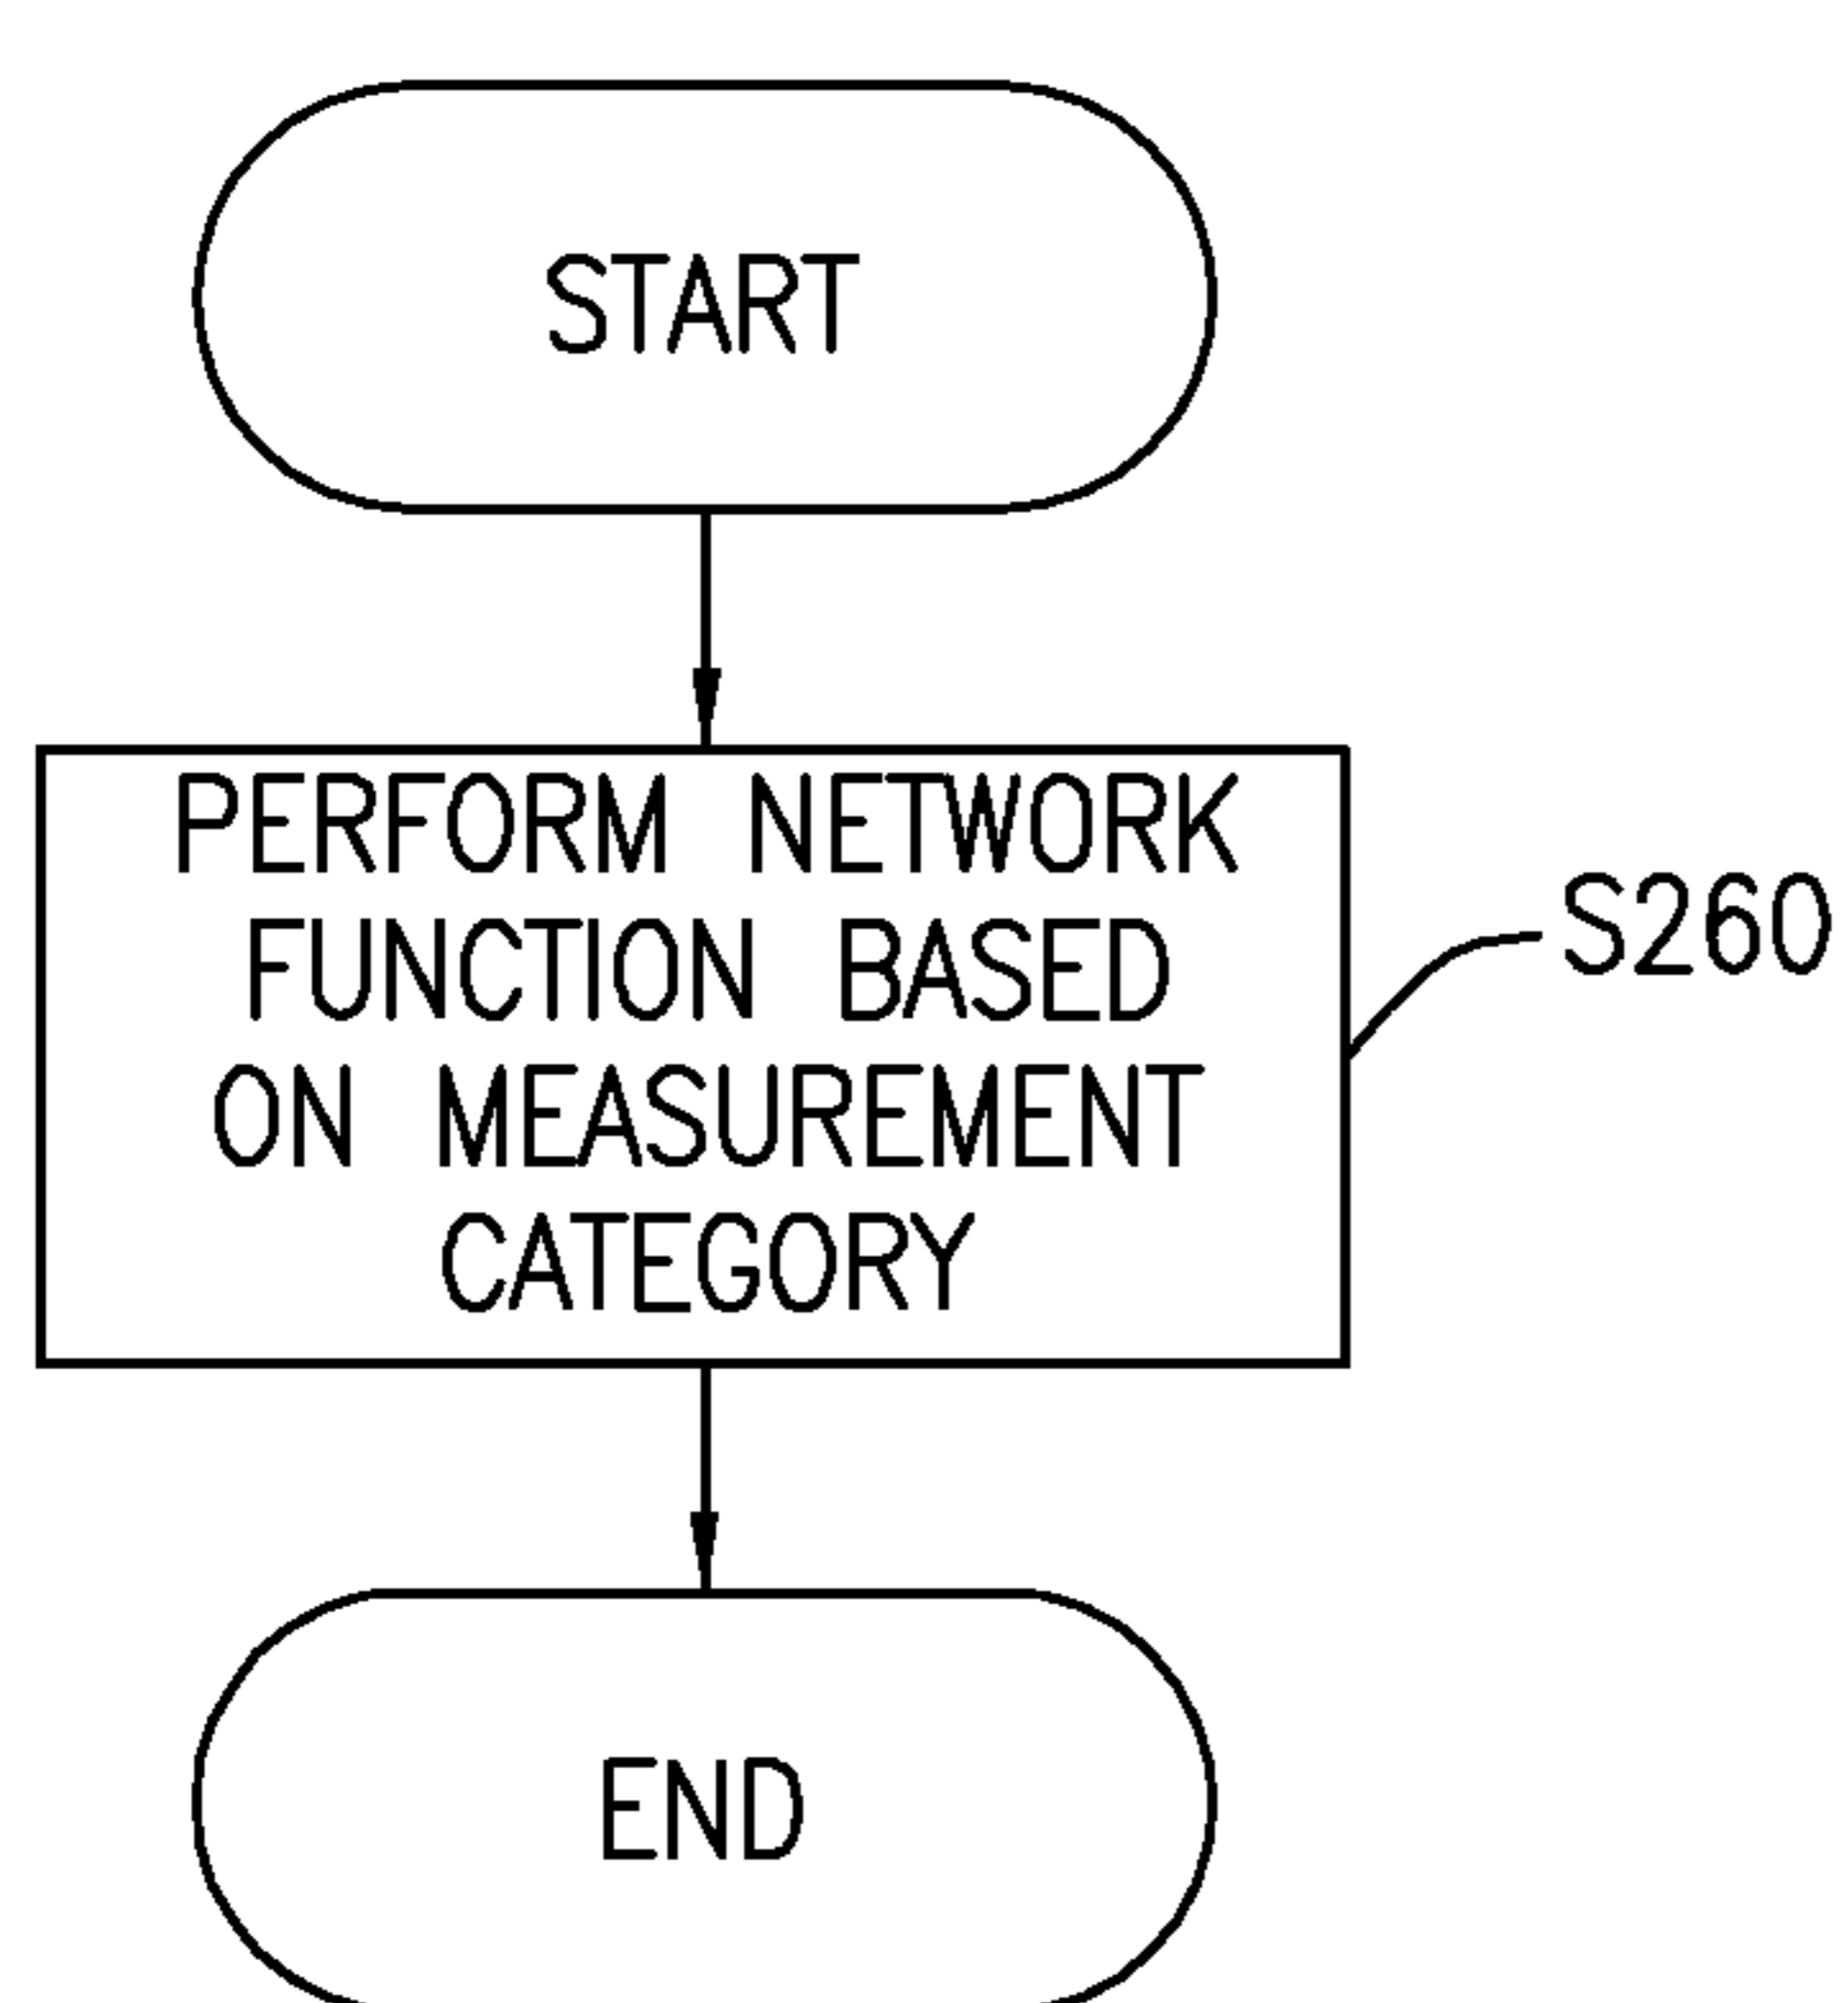 START
PERFORM NETWORK
FUNCTION BASED
ON MEASUREMENT
CATEGORY
S260
END